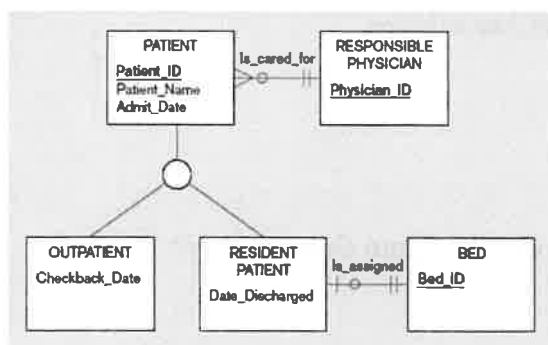 PATIENT
Patient_ID
Patient_Name
Admit_Date
Is_cared_for
RESPONSIBLE
PHYSICIAN
Physician_ID
OUTPATIENT
Checkback_Date
RESIDENT
PATIENT
Date_Discharged
Is_assigned
BED
Bed_ID